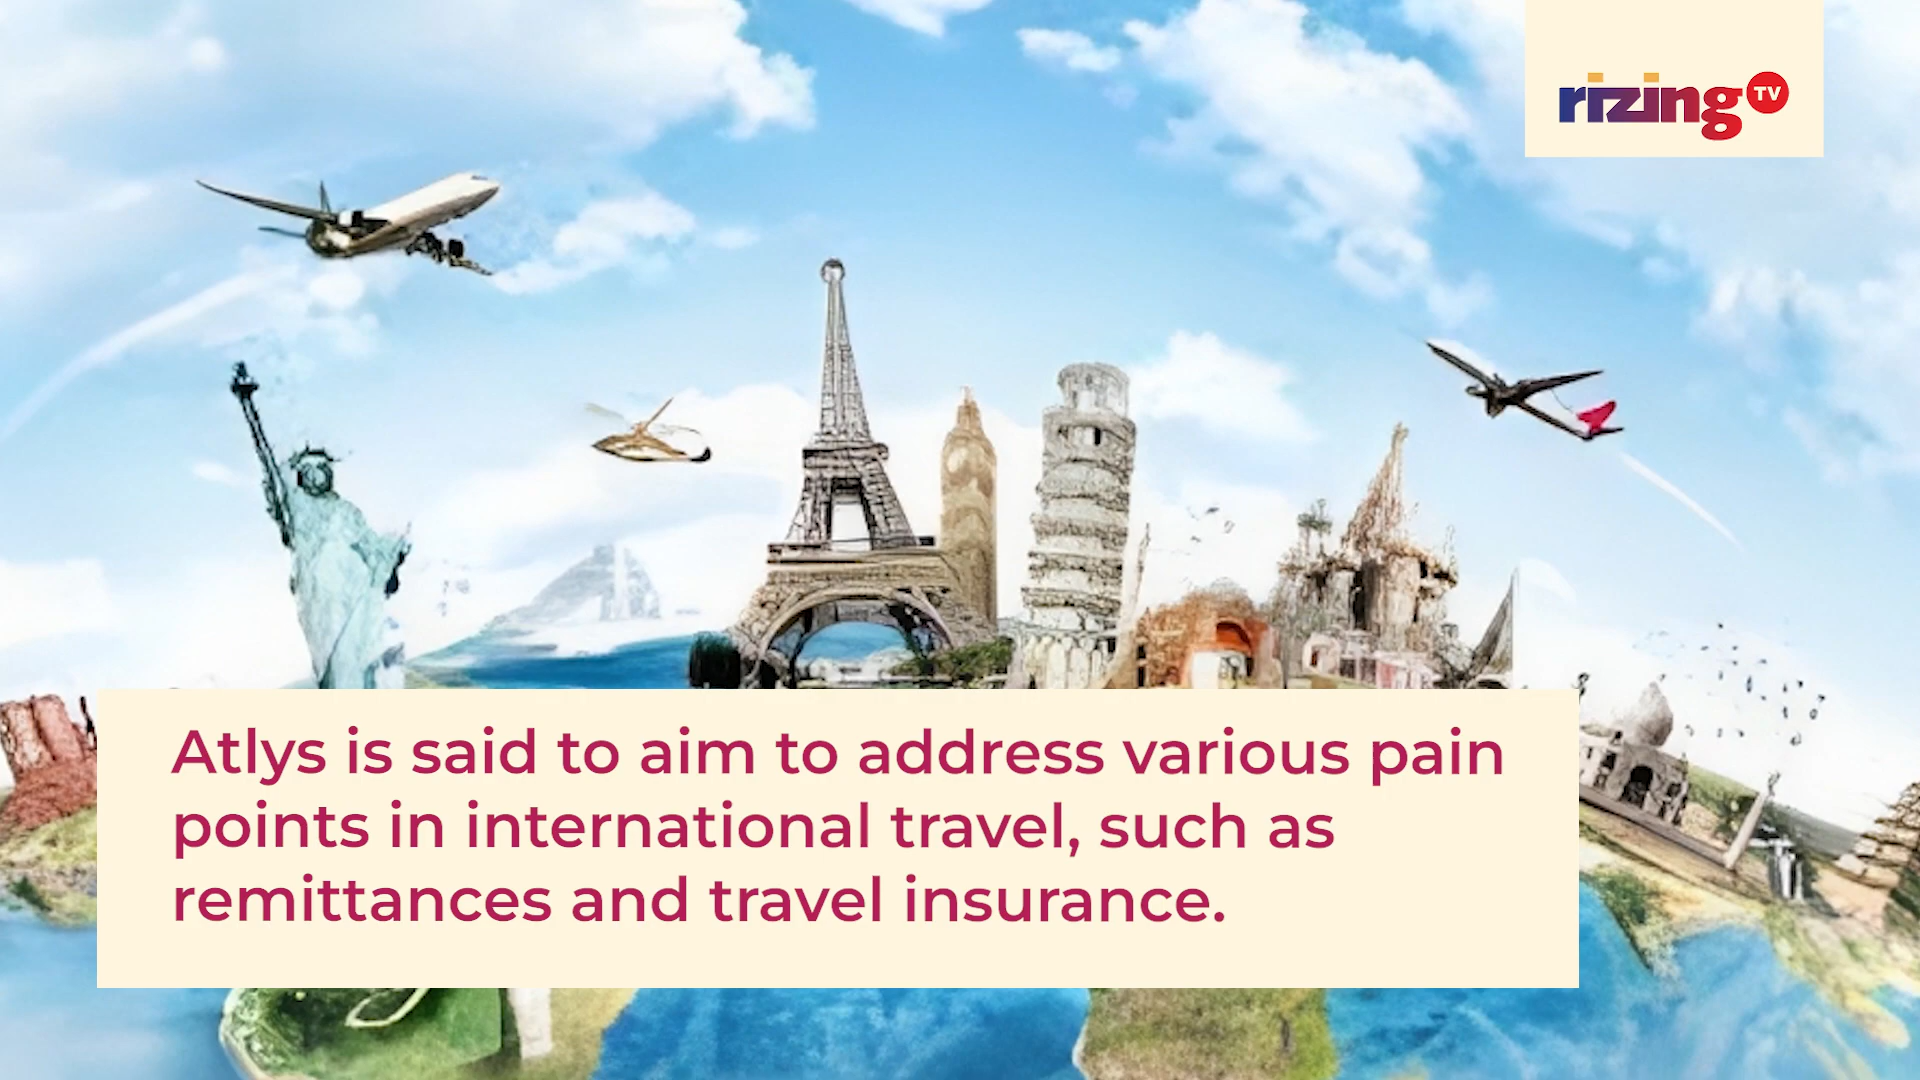 rizing TV
Atlys is said to aim to address various pain
points in international travel, such as
remittances and travel insurance.